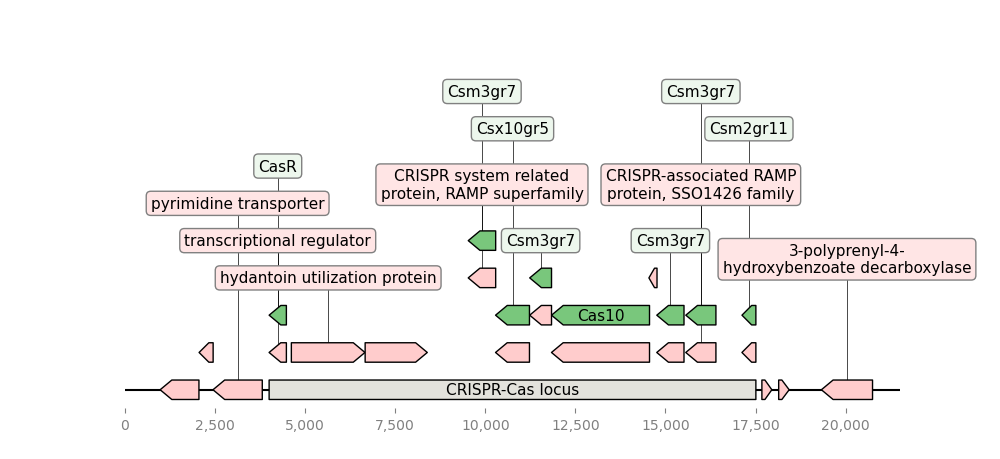 Csm3gr7
Csm3gr7
Csx10gr5
Csm2gr11
CasR
CRISPR system related
protein, RAMP superfamily
CRISPR-associated RAMP
protein, SSO1426 family
pyrimidine transporter
transcriptional regulator
Csm3gr7
Csm3gr7
3-polyprenyl-4-
hydroxybenzoate decarboxylase
hydantoin utilization protein
Cas10
CRISPR-Cas locus
0
2,500
5,000
7,500
10,000
12,500
15,000
17,500
20,000